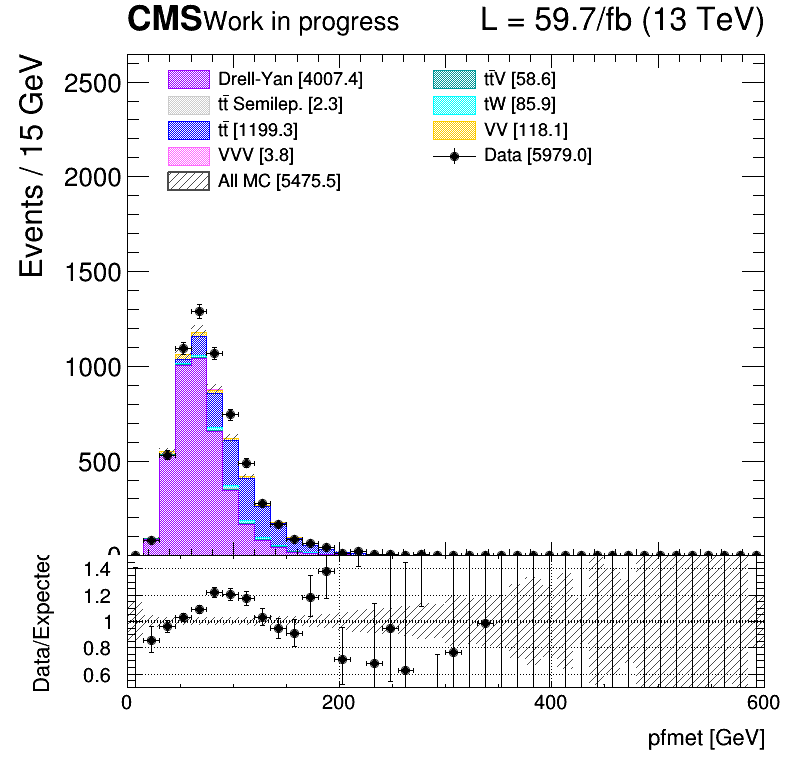 CMS Work in progress L = 59.7/fb (13 TeV)
Events / 15 GeV
2500
2000
1500
1000
500
0
Drell-Yan [4007.4]
tt̄ Semilep. [2.3]
tt̄ [1199.3]
VVV [3.8]
All MC [5475.5]
tt̄V [58.6]
tW [85.9]
VV [118.1]
Data [5979.0]
Data/Expected
1.4
1.2
1
0.8
0.6
0 200 400 600
pfmet [GeV]